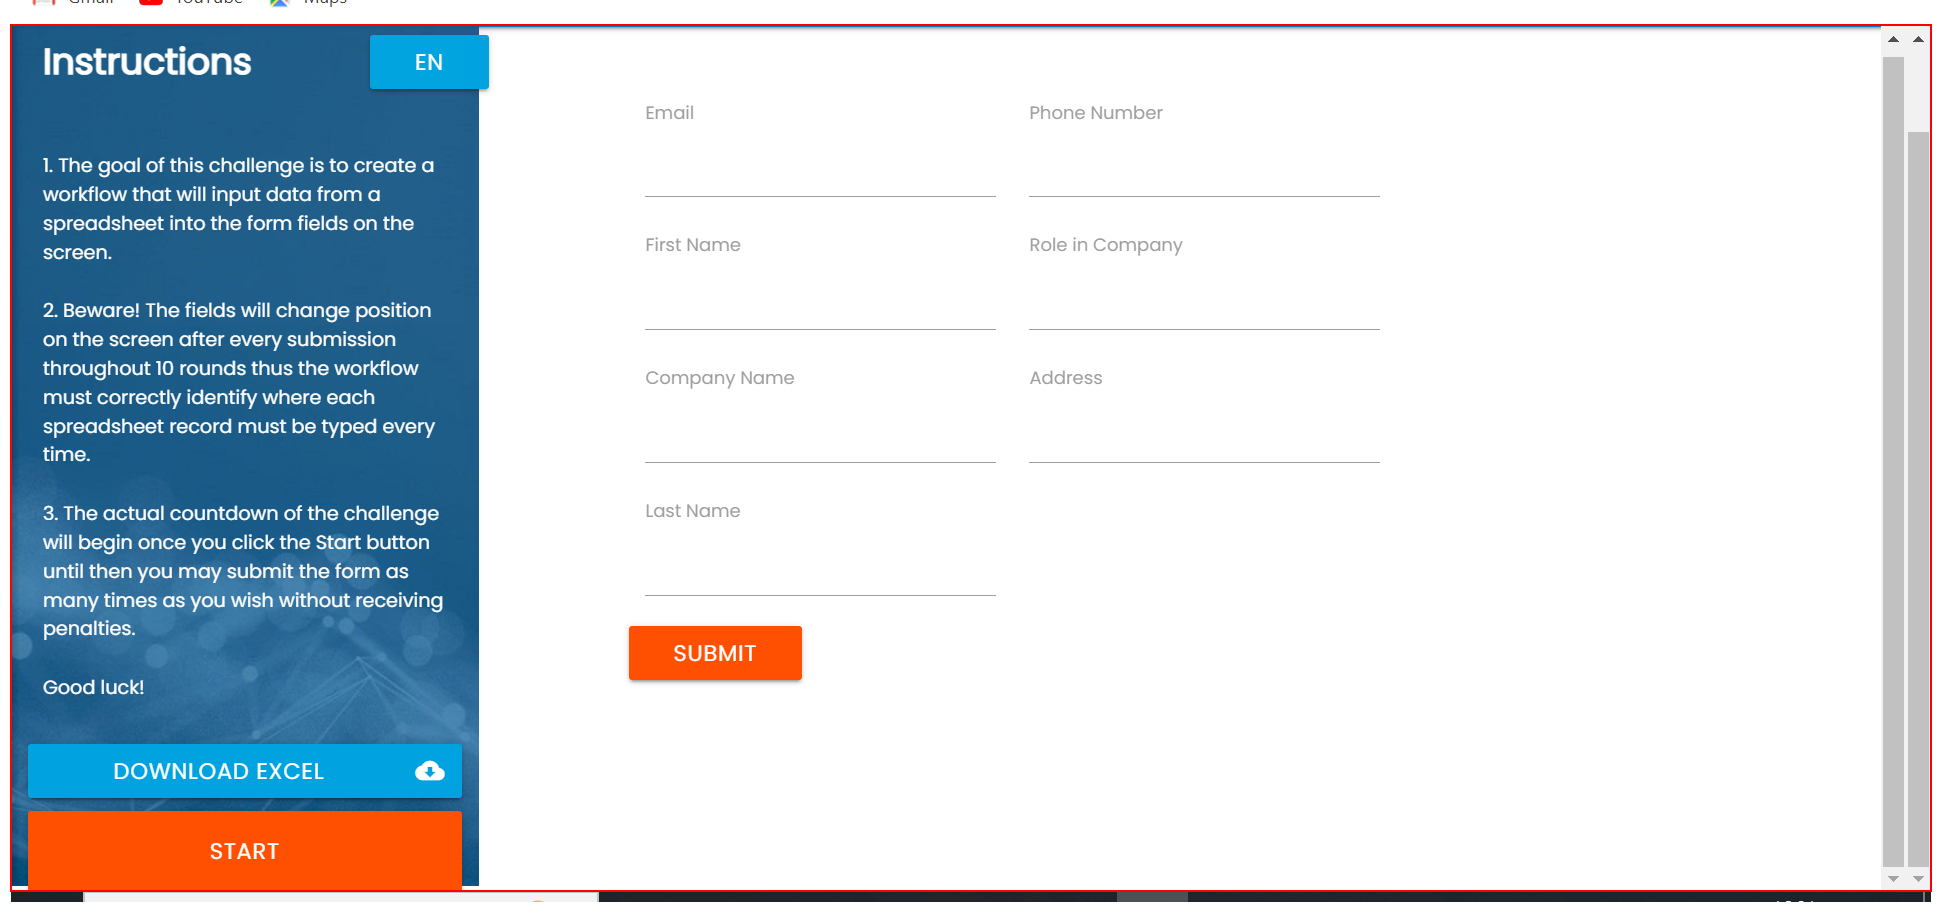 Gmail YouTube Maps
Instructions
EN
1. The goal of this challenge is to create a
workflow that will input data from a
spreadsheet into the form fields on the
screen.
2. Beware! The fields will change position
on the screen after every submission
throughout 10 rounds thus the workflow
must correctly identify where each
spreadsheet record must be typed every
time.
3. The actual countdown of the challenge
will begin once you click the Start button
until then you may submit the form as
many times as you wish without receiving
penalties.
Good luck!
DOWNLOAD EXCEL
START
Email
Phone Number
First Name
Role in Company
Company Name
Address
Last Name
SUBMIT